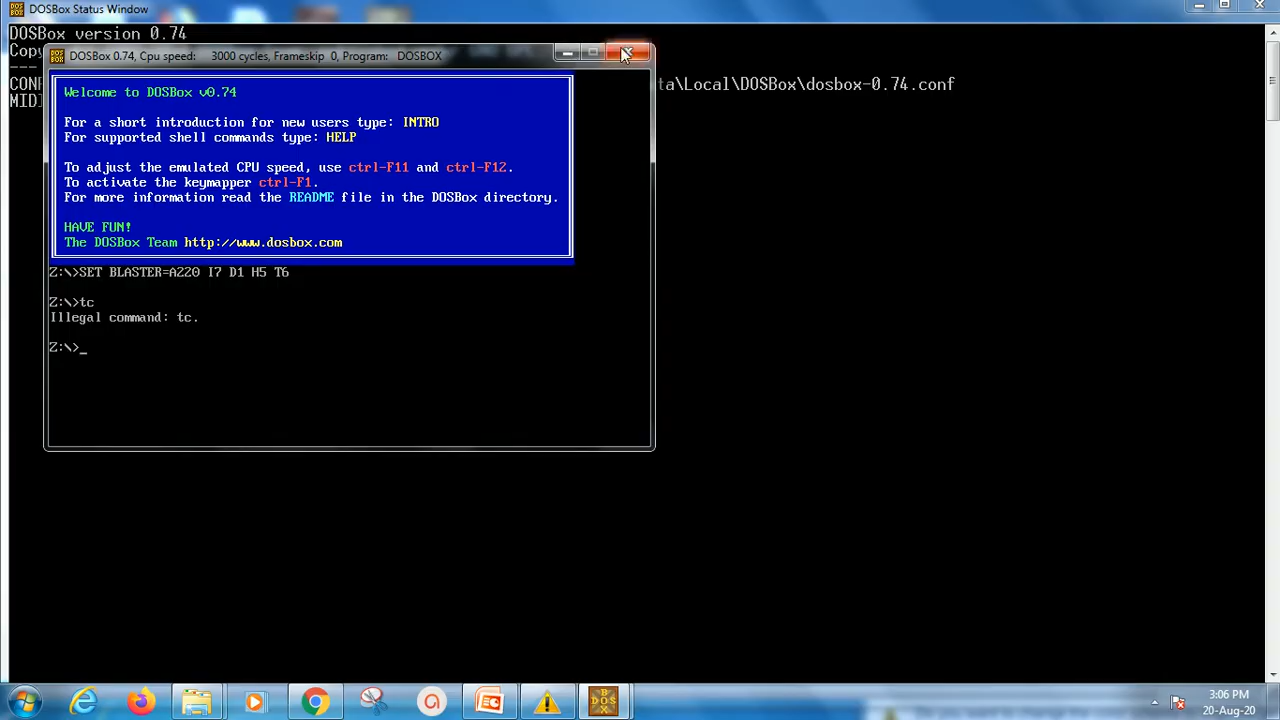 DOSBox Status Window
DOSBox version 0.74
Copy
---
CONF ta\Local\DOSBox\dosbox-0.74.conf
MIDI
DOSBox 0.74, Cpu speed: 3000 cycles, Frameskip 0, Program: DOSBOX
Welcome to DOSBox v0.74
For a short introduction for new users type: INTRO
For supported shell commands type: HELP
To adjust the emulated CPU speed, use ctrl-F11 and ctrl-F12.
To activate the keymapper ctrl-F1.
For more information read the README file in the DOSBox directory.
HAVE FUN!
The DOSBox Team http://www.dosbox.com
Z:\>SET BLASTER=A220 I7 D1 H5 T6
Z:\>tc
Illegal command: tc.
Z:\>_
BOX
DOS
3:06 PM
20-Aug-20